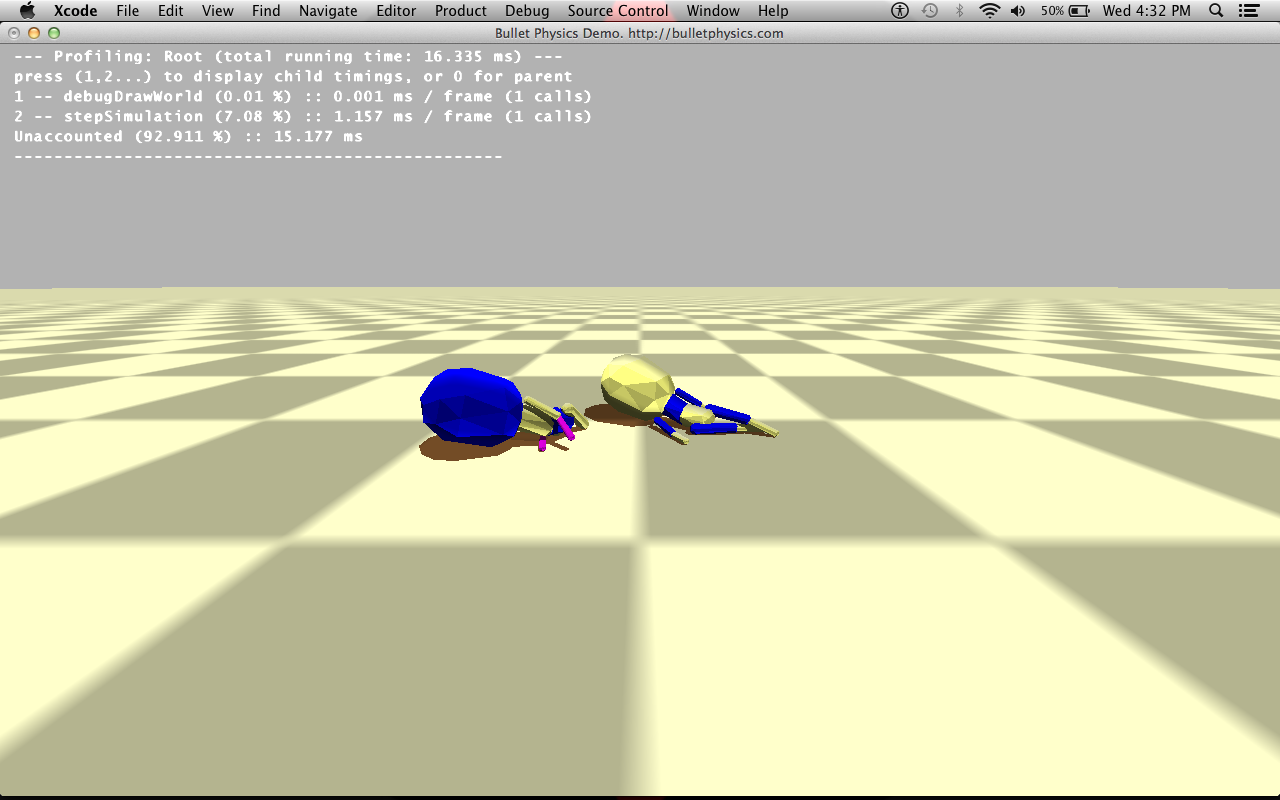 Xcode File Edit View Find Navigate Editor Product Debug Source Control Window Help 50% Wed 4:32 PM
Bullet Physics Demo. http://bulletphysics.com
--- Profiling: Root (total running time: 16.335 ms) ---
press (1,2...) to display child timings, or 0 for parent
1 -- debugDrawWorld (0.01 %) :: 0.001 ms / frame (1 calls)
2 -- stepSimulation (7.08 %) :: 1.157 ms / frame (1 calls)
Unaccounted (92.911 %) :: 15.177 ms
-------------------------------------------------